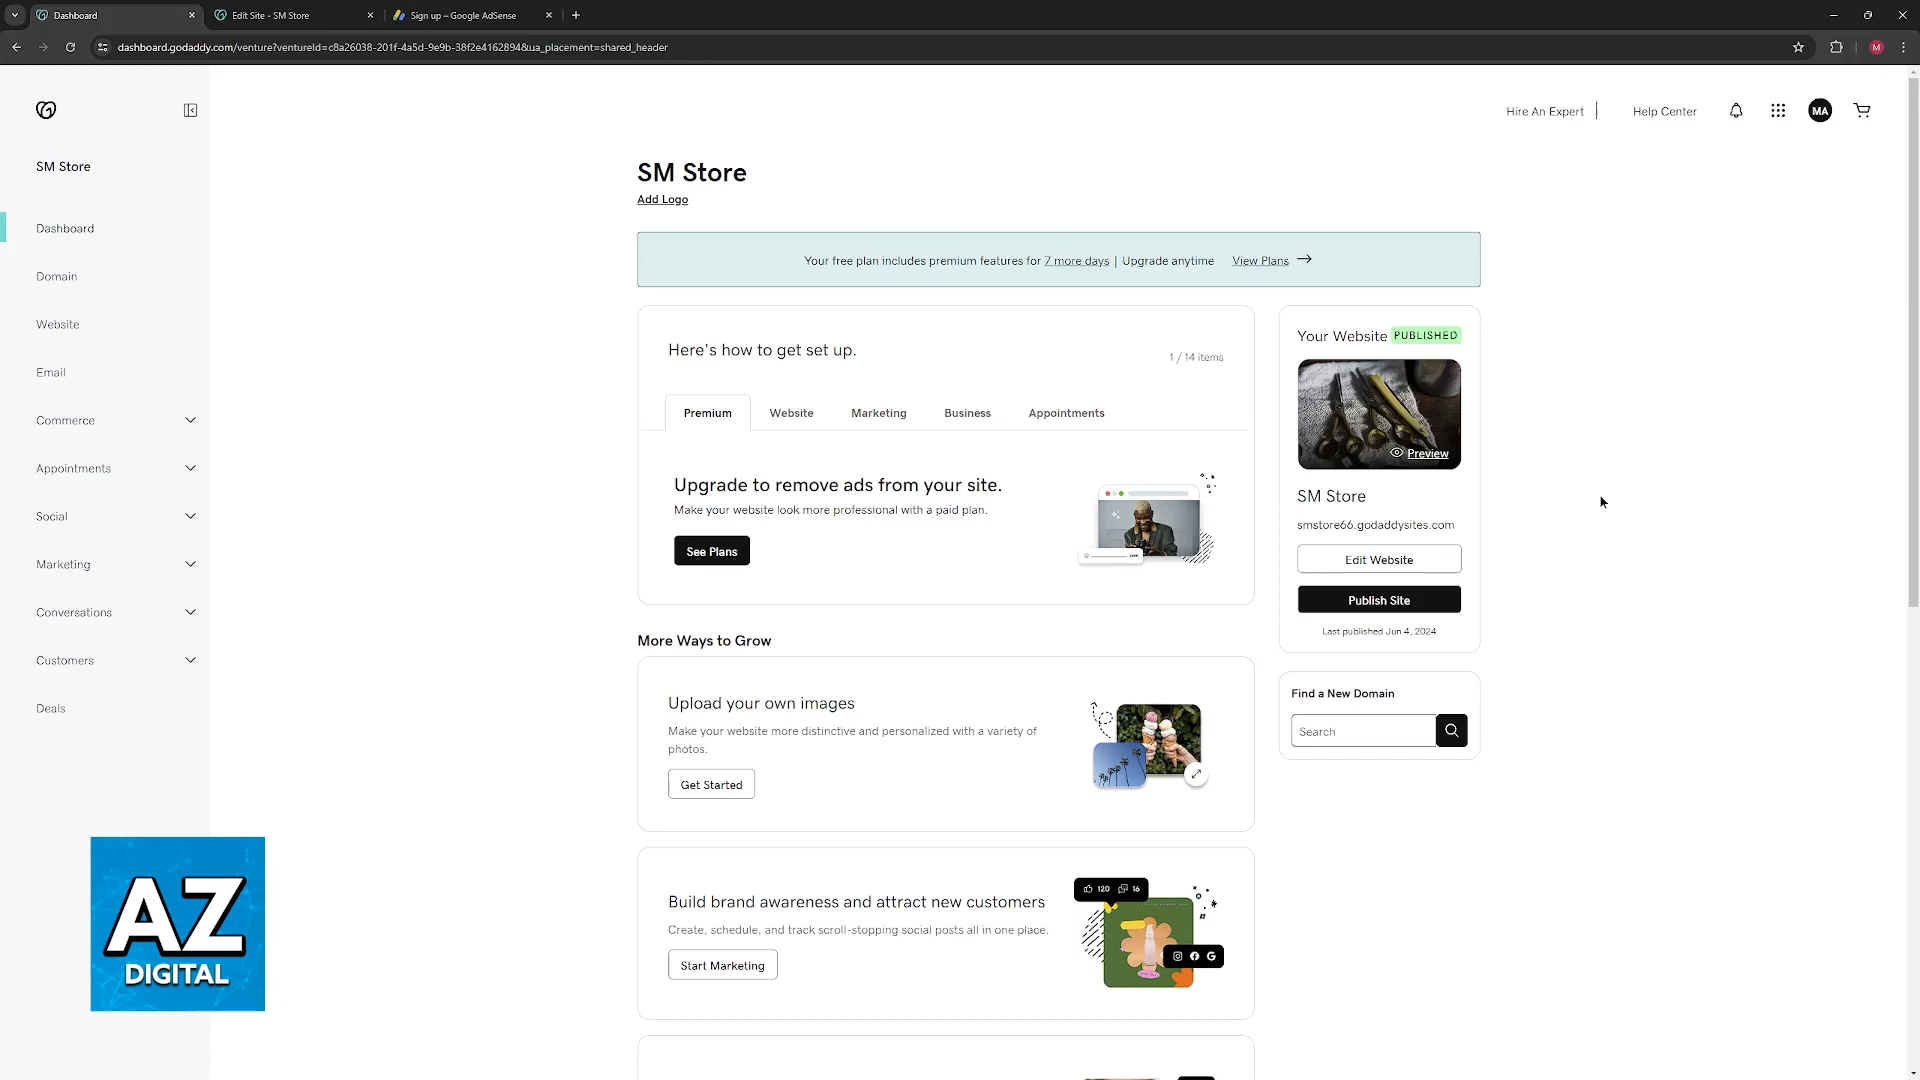 Dashboard
Edit Site - SM Store
Sign up – Google AdSense
dashboard.godaddy.com/venture?ventureId=c8a26038-201f-4a5d-9e9b-38f2e4162894&ua_placement=shared_header
M
Hire An Expert
Help Center
MA
SM Store
Dashboard
Domain
Website
Email
Commerce
Appointments
Social
Marketing
Conversations
Customers
Deals
SM Store
Add Logo
Your free plan includes premium features for 7 more days | Upgrade anytime View Plans
Here's how to get set up.
1 / 14 items
Premium
Website
Marketing
Business
Appointments
Upgrade to remove ads from your site.
Make your website look more professional with a paid plan.
See Plans
.com
Your Website PUBLISHED
Preview
SM Store
smstore66.godaddysites.com
Edit Website
Publish Site
Last published Jun 4, 2024
Find a New Domain
Search
More Ways to Grow
Upload your own images
Make your website more distinctive and personalized with a variety of
photos.
Get Started
Build brand awareness and attract new customers
Create, schedule, and track scroll-stopping social posts all in one place.
Start Marketing
120 16
AZ
DIGITAL